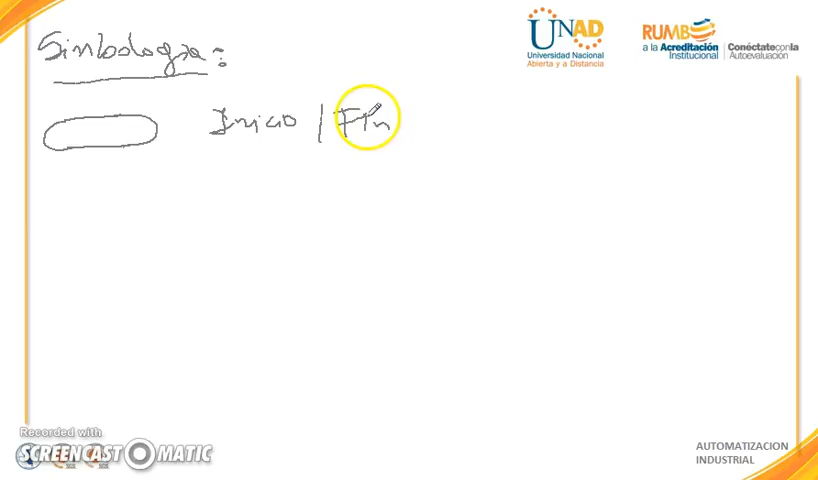 Simbologia:
UNAD
Universidad Nacional
Abierta y a Distancia
RUMBO
a la Acreditación
Institucional
Conéctate con la
Autoevaluación
Inicio / Fin
Recorded with
SCREENCAST MATIC
AUTOMATIZACION
INDUSTRIAL